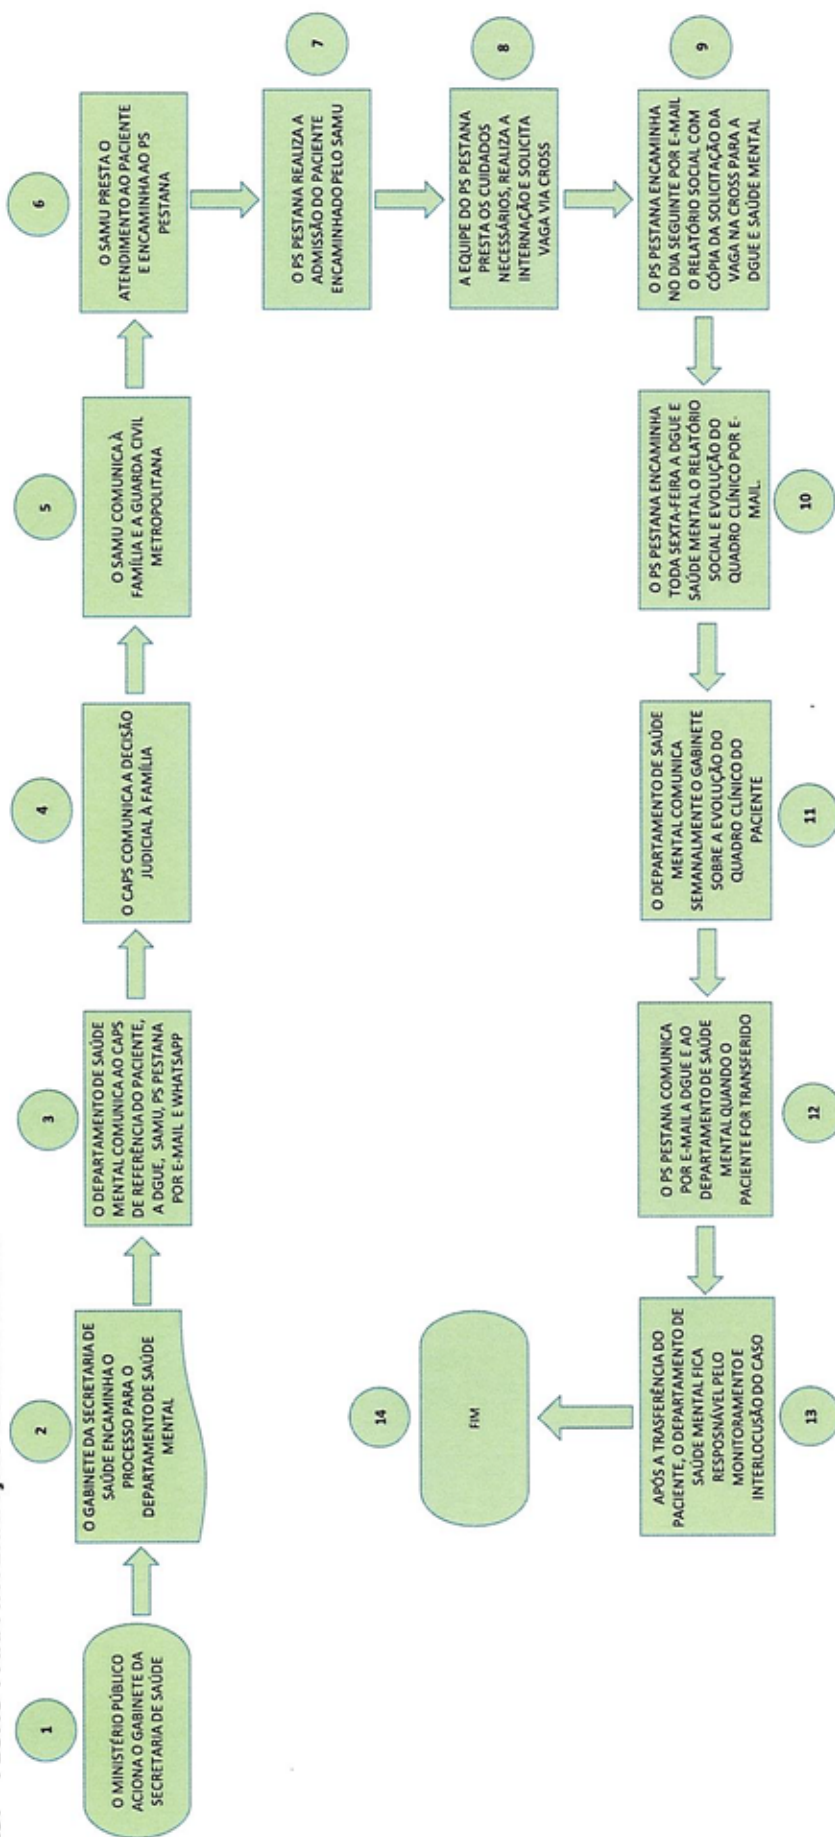 1
O MINISTÉRIO PÚBLICO
ACIONA O GABINETE DA
SECRETARIA DE SAÚDE
2
O GABINETE DA SECRETARIA DE
SAÚDE ENCAMINHA O
PROCESSO PARA O
DEPARTAMENTO DE SAÚDE
MENTAL
3
O DEPARTAMENTO DE SAÚDE
MENTAL COMUNICA AO CAPS
DE REFERÊNCIA DO PACIENTE,
A DGUE, SAMU, PS PESTANA
POR E-MAIL E WHATSAPP
4
O CAPS COMUNICA A DECISÃO
JUDICIAL À FAMÍLIA
5
O SAMU COMUNICA À
FAMÍLIA E A GUARDA CIVIL
METROPOLITANA
6
O SAMU PRESTA O
ATENDIMENTO AO PACIENTE
E ENCAMINHA AO PS
PESTANA
7
O PS PESTANA REALIZA A
ADMISSÃO DO PACIENTE
ENCAMINHADO PELO SAMU
8
A EQUIPE DO PS PESTANA
PRESTA OS CUIDADOS
NECESSÁRIOS, REALIZA A
INTERNAÇÃO E SOLICITA
VAGA VIA CROSS
9
O PS PESTANA ENCAMINHA
NO DIA SEGUINTE POR E-MAIL
O RELATÓRIO SOCIAL COM
CÓPIA DA SOLICITAÇÃO DA
VAGA NA CROSS PARA A
DGUE E SAÚDE MENTAL
O PS PESTANA ENCAMINHA
TODA SEXTA-FEIRA A DGUE E
SAÚDE MENTAL O RELATÓRIO
SOCIAL E EVOLUÇÃO DO
QUADRO CLÍNICO POR E-
MAIL.
10
O DEPARTAMENTO DE SAÚDE
MENTAL COMUNICA
SEMANALMENTE O GABINETE
SOBRE A EVOLUÇÃO DO
QUADRO CLÍNICO DO
PACIENTE
11
O PS PESTANA COMUNICA
POR E-MAIL A DGUE E AO
DEPARTAMENTO DE SAÚDE
MENTAL QUANDO O
PACIENTE FOR TRANSFERIDO
12
APÓS A TRASFERÊNCIA DO
PACIENTE, O DEPARTAMENTO DE
SAÚDE MENTAL FICA
RESPOSNÁVEL PELO
MONITORAMENTO E
INTERLOCUSÃO DO CASO
13
14
FIM